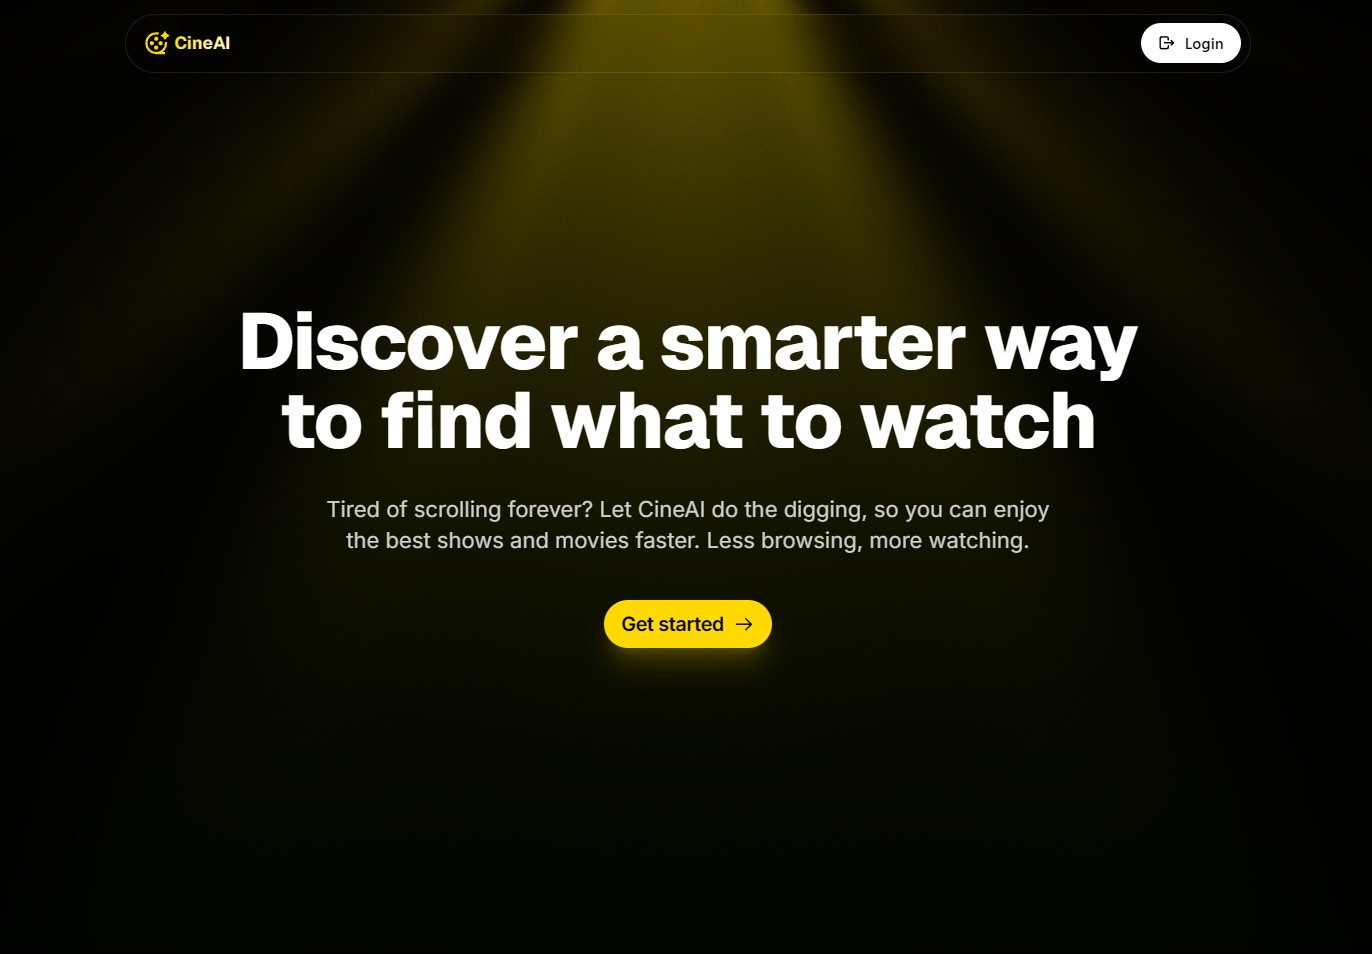 CineAI
Login
Discover a smarter way
to find what to watch
Tired of scrolling forever? Let CineAI do the digging, so you can enjoy
the best shows and movies faster. Less browsing, more watching.
Get started